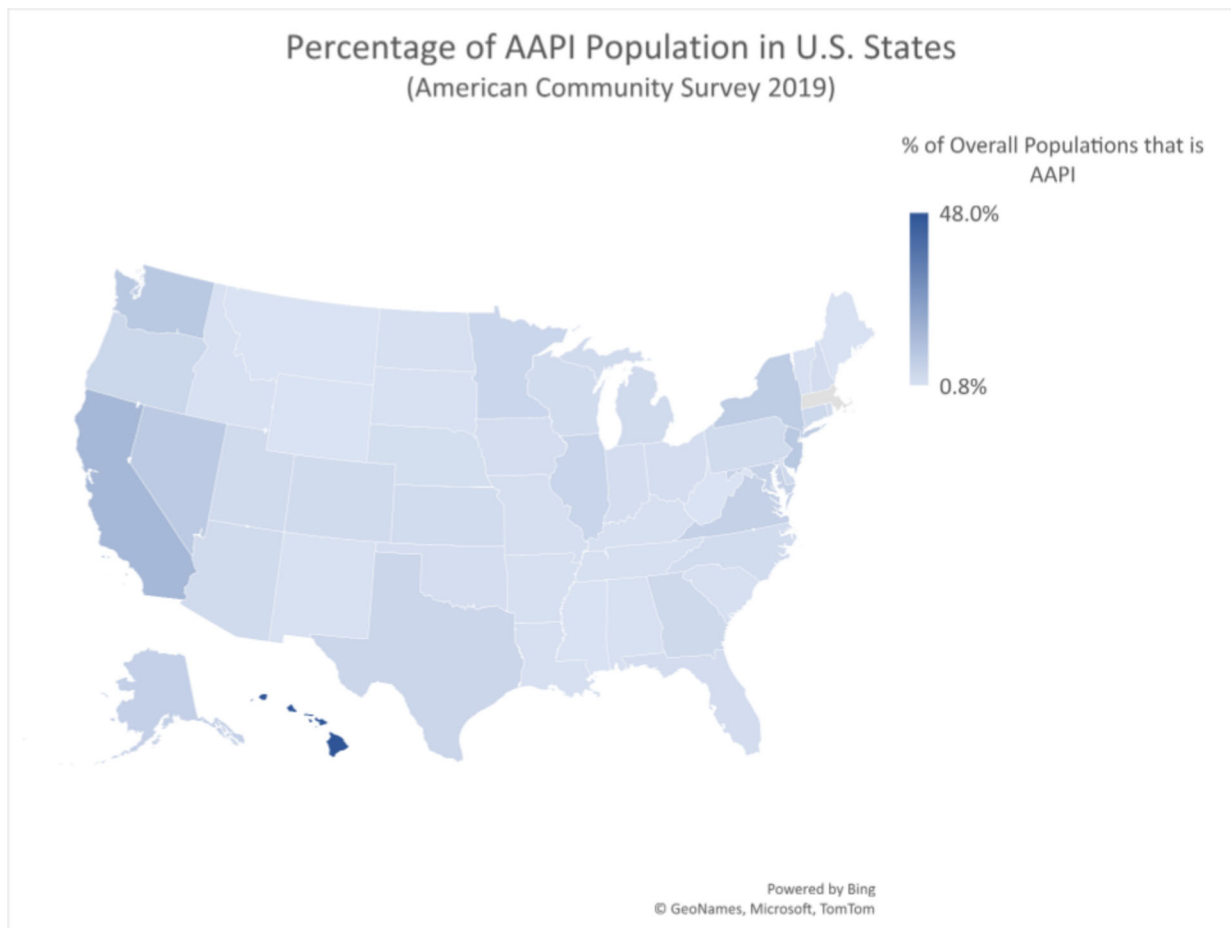 Percentage of AAPI Population in U.S. States
(American Community Survey 2019)
% of Overall Populations that is
AAPI
48.0%
0.8%
Powered by Bing
© GeoNames, Microsoft, TomTom